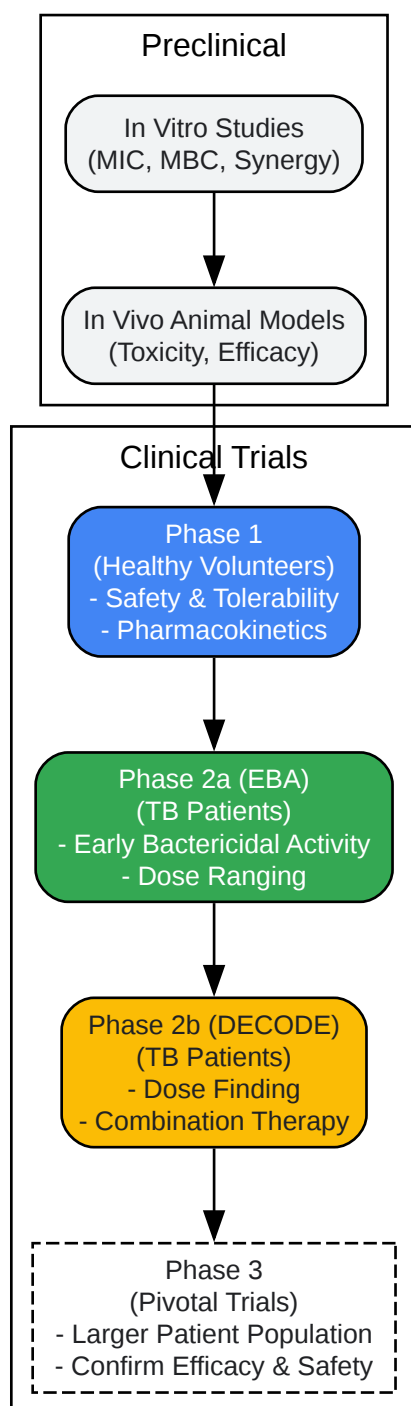 Preclinical
In Vitro Studies
(MIC, MBC, Synergy)
In Vivo Animal Models
(Toxicity, Efficacy)
Clinical Trials
Phase 1
(Healthy Volunteers)
- Safety & Tolerability
- Pharmacokinetics
Phase 2a (EBA)
(TB Patients)
- Early Bactericidal Activity
- Dose Ranging
Phase 2b (DECODE)
(TB Patients)
- Dose Finding
- Combination Therapy
Phase 3
(Pivotal Trials)
- Larger Patient Population
- Confirm Efficacy & Safety